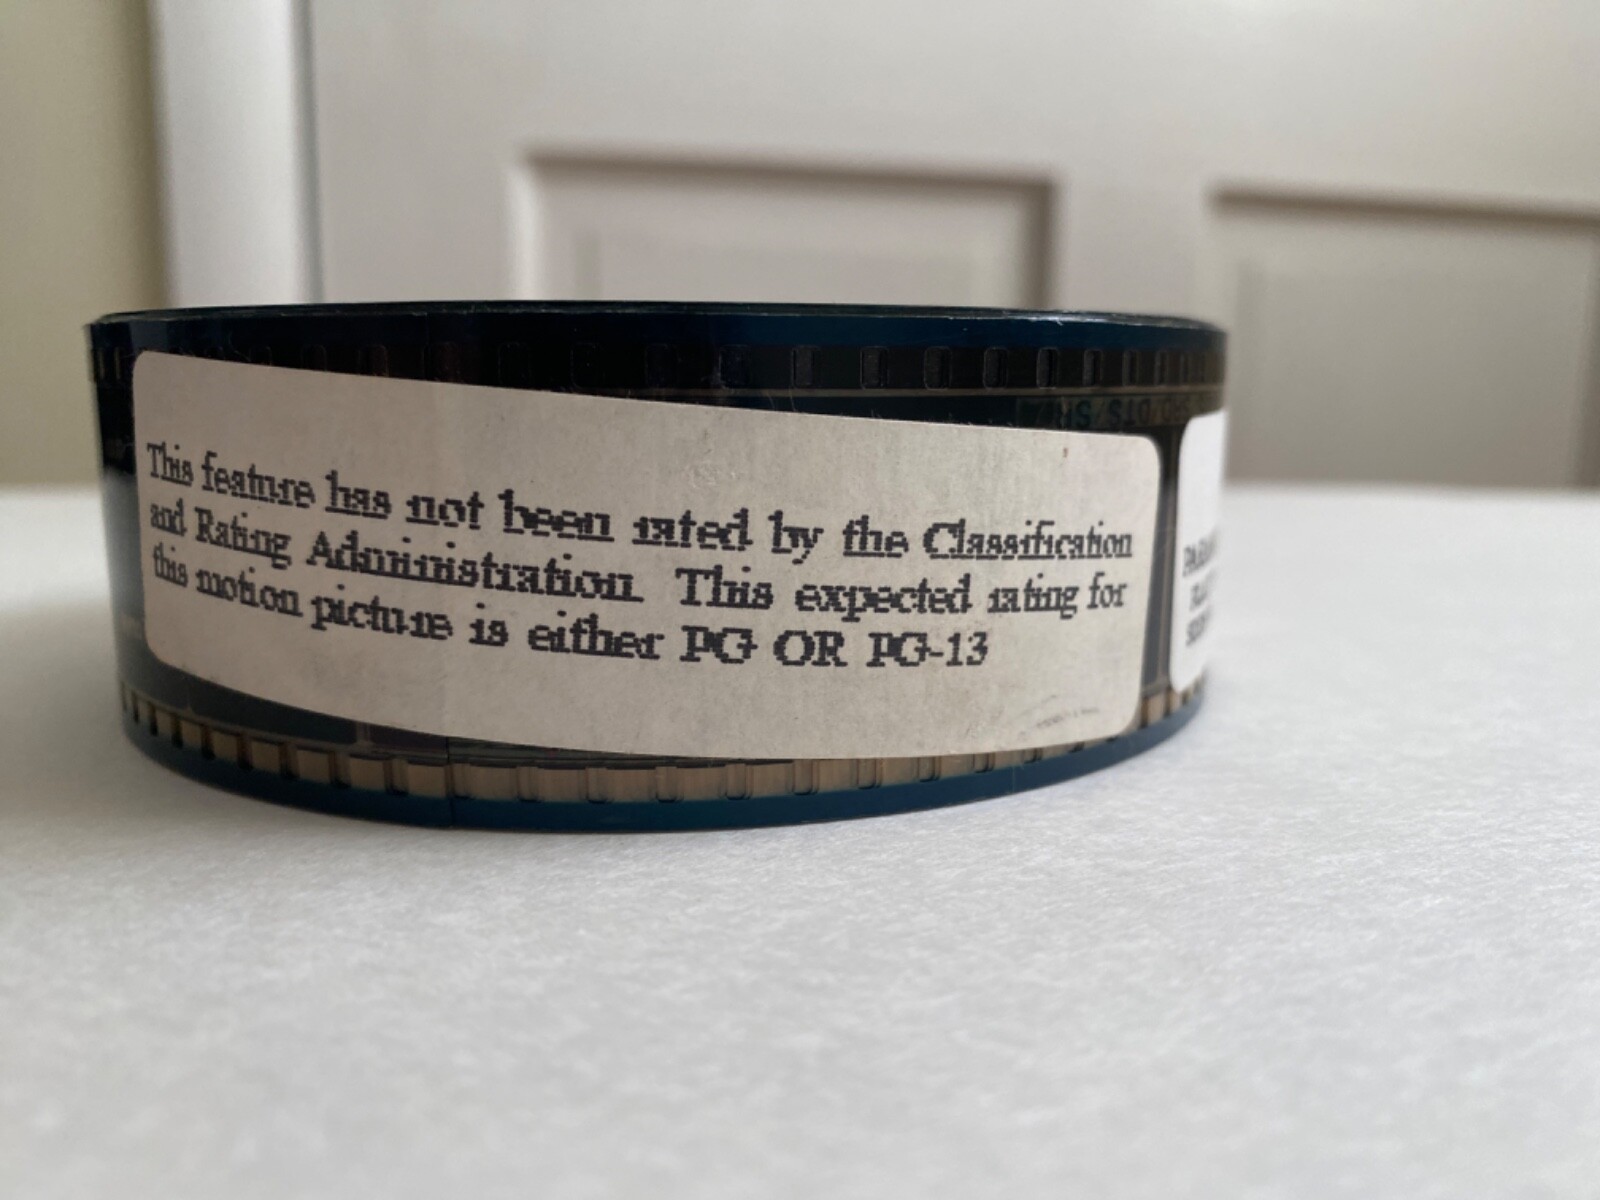 This feature has not been rated by the Classification
and Rating Administration. This expected rating for
this motion picture is either PG OR PG-13